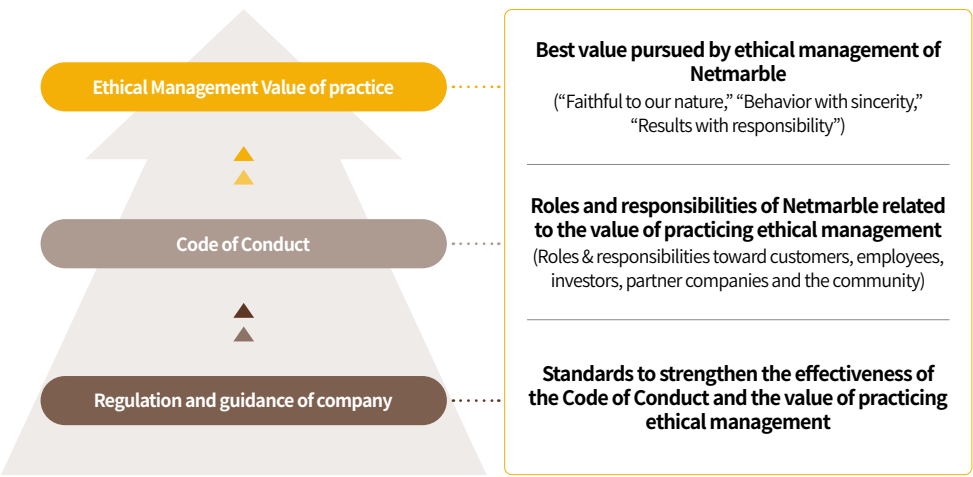 Ethical Management Value of practice
Best value pursued by ethical management of
Netmarble
(“Faithful to our nature,” “Behavior with sincerity,”
“Results with responsibility”)
Code of Conduct
Roles and responsibilities of Netmarble related
to the value of practicing ethical management
(Roles & responsibilities toward customers, employees,
investors, partner companies and the community)
Regulation and guidance of company
Standards to strengthen the effectiveness of
the Code of Conduct and the value of practicing
ethical management